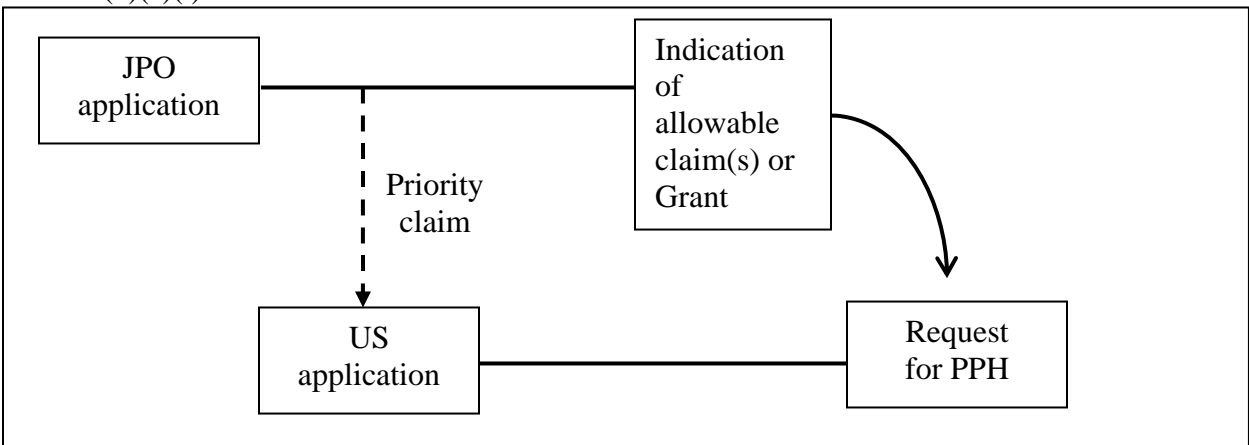 JPO
application
Indication
of
allowable
claim(s) or
Grant
Priority
claim
US
application
Request
for PPH